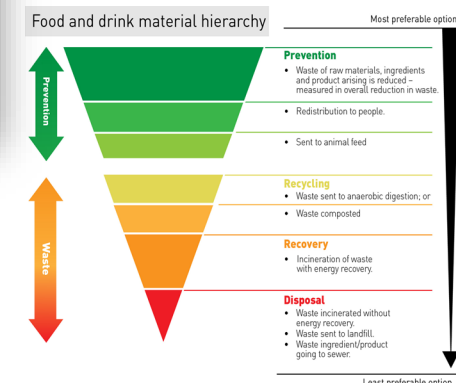 Food and drink material hierarchy
Most preferable option
Prevention
Prevention
• Waste of raw materials, ingredients
and product arising is reduced –
measured in overall reduction in waste.
• Redistribution to people.
• Sent to animal feed
Waste
Recycling
• Waste sent to anaerobic digestion; or
• Waste composted
Recovery
• Incineration of waste
with energy recovery.
Disposal
• Waste incinerated without
energy recovery.
• Waste sent to landfill.
• Waste ingredient/product
going to sewer.
Least preferable option